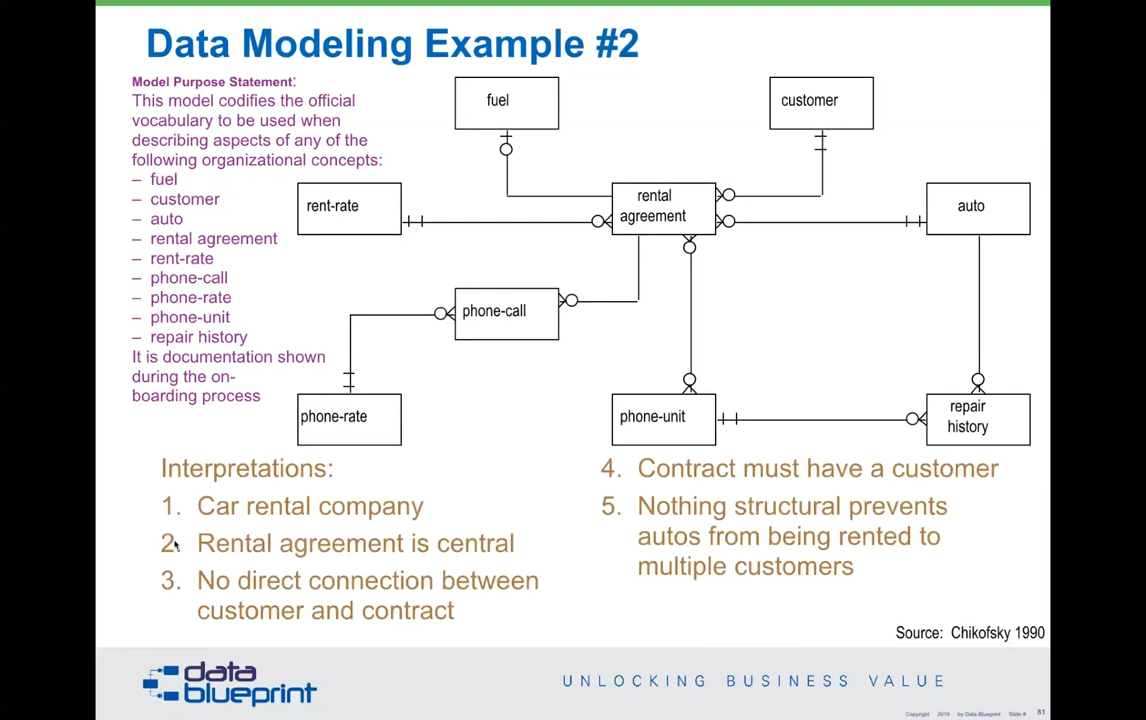 Data Modeling Example #2
Model Purpose Statement:
This model codifies the official
vocabulary to be used when
describing aspects of any of the
following organizational concepts:
– fuel
– customer
– auto
– rental agreement
– rent-rate
– phone-call
– phone-rate
– phone-unit
– repair history
It is documentation shown
during the on-
boarding process
fuel
customer
rent-rate
rental
agreement
auto
phone-call
phone-rate
phone-unit
repair
history
Interpretations:
1. Car rental company
2. Rental agreement is central
3. No direct connection between
customer and contract
4. Contract must have a customer
5. Nothing structural prevents
autos from being rented to
multiple customers
Source: Chikofsky 1990
data
blueprint
UNLOCKING BUSINESS VALUE
Copyright 2019 by Data Blueprint Slide # 81